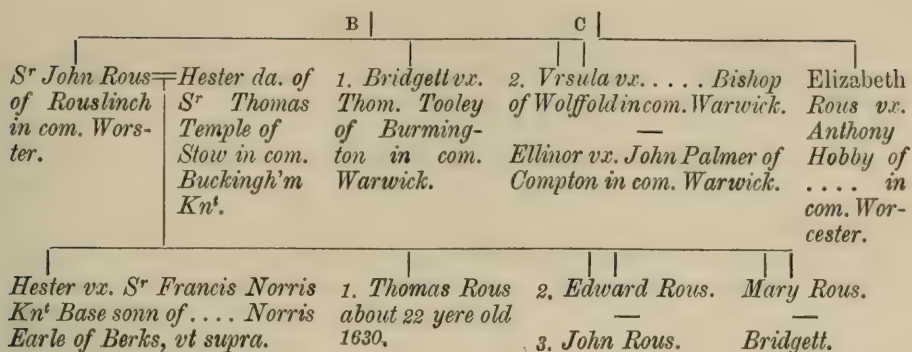 B C
Sʳ John Rous
of Rouslinch
in com. Wors-
ter.
Hester da. of
Sʳ Thomas
Temple of
Stow in com.
Buckingh'm
Knᵗ.
1. Bridgett vx.
Thom. Tooley
of Burming-
ton in com.
Warwick.
2. Vrsula vx. . . . . . Bishop
of Wolffold in com. Warwick.
—
Ellinor vx. John Palmer of
Compton in com. Warwick.
Elizabeth
Rous vx.
Anthony
Hobby of
. . . . in
com. Wor-
cester.
Hester vx. Sʳ Francis Norris
Knᵗ Base sonn of . . . . Norris
Earle of Berks, vt supra.
1. Thomas Rous
about 22 yere old
1630.
2. Edward Rous.
—
3. John Rous.
Mary Rous.
—
Bridgett.